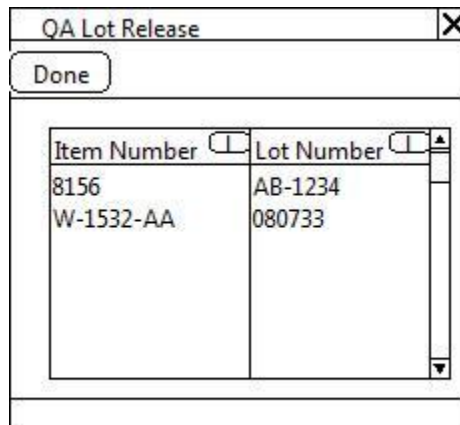 QA Lot Release
Done
Item Number Lot Number
8156 AB-1234
W-1532-AA 080733